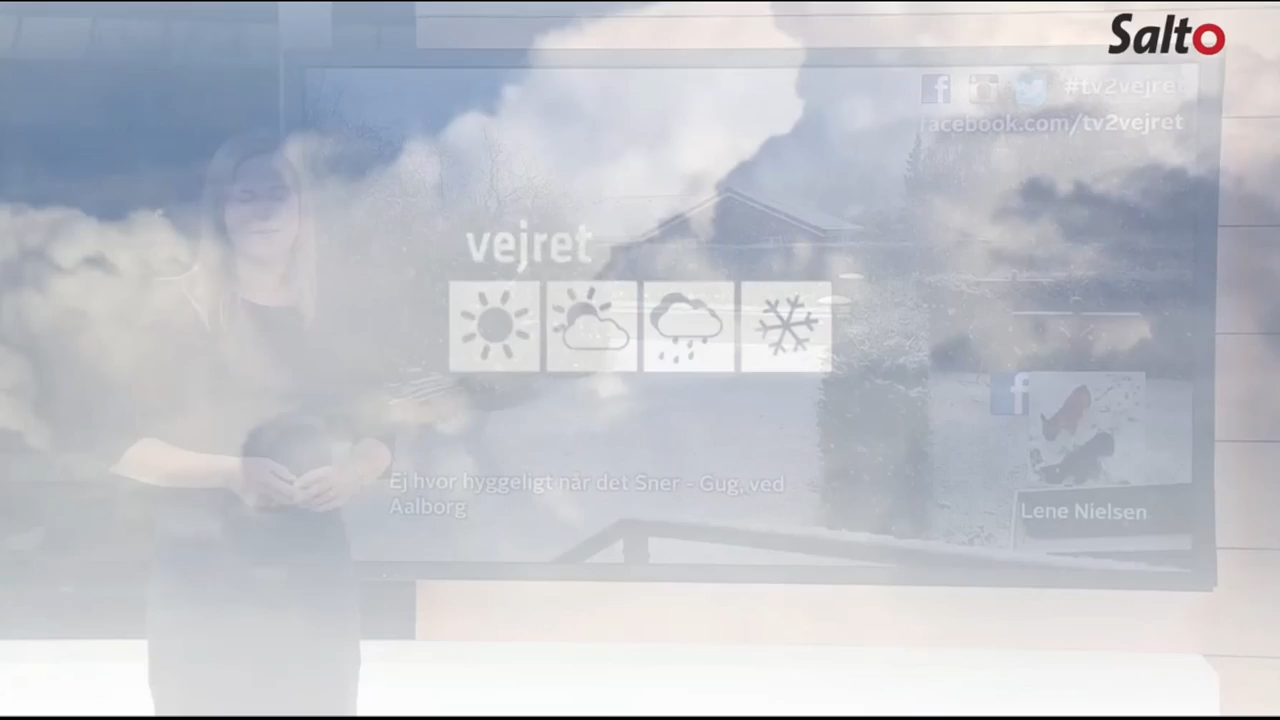 Salto
#tv2vejret
facebook.com/tv2vejret
vejret
Ej hvor hyggeligt når det Sner - Gug, ved
Aalborg
Lene Nielsen